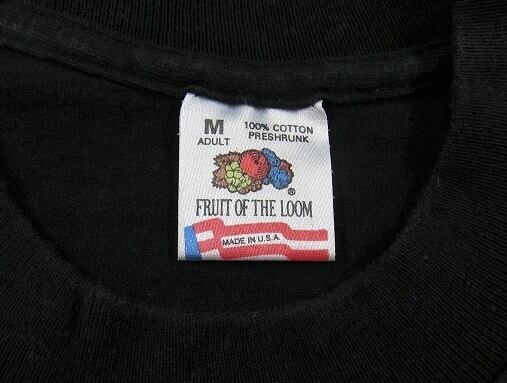 M
ADULT
100% COTTON
PRESHRUNK
®
FRUIT OF THE LOOM
MADE IN U.S.A.